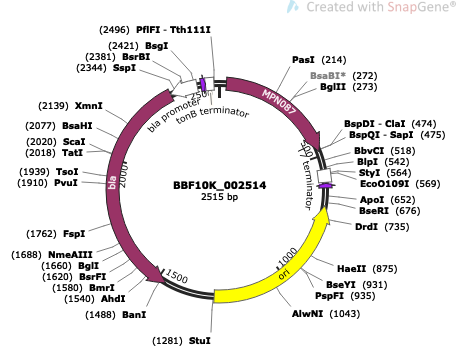 Created with SnapGene®
(2496) PflFI - Tth111I
(2421) BsgI
(2381) BsrBI
(2344) SspI
PasI (214)
BsaBI* (272)
BglII (273)
(2139) XmnI
(2077) BsaHI
(2020) ScaI
(2018) TatI
(1939) TsoI
(1910) PvuI
(1762) FspI
(1688) NmeAIII
(1660) BglI
(1620) BsrFI
(1580) BmrI
(1540) AhdI
(1488) BanI
(1281) StuI
BspDI - ClaI (474)
BspQI - SapI (475)
BbvCI (518)
BlpI (542)
StyI (564)
EcoO109I (569)
ApoI (652)
BseRI (676)
DrdI (735)
HaeII (875)
BseYI (931)
PspFI (935)
AlwNI (1043)
MPN087
250
bla promoter
tonB terminator
500
T7 terminator
bla
2000
1500
1000
ori
BBF10K_002514
2515 bp